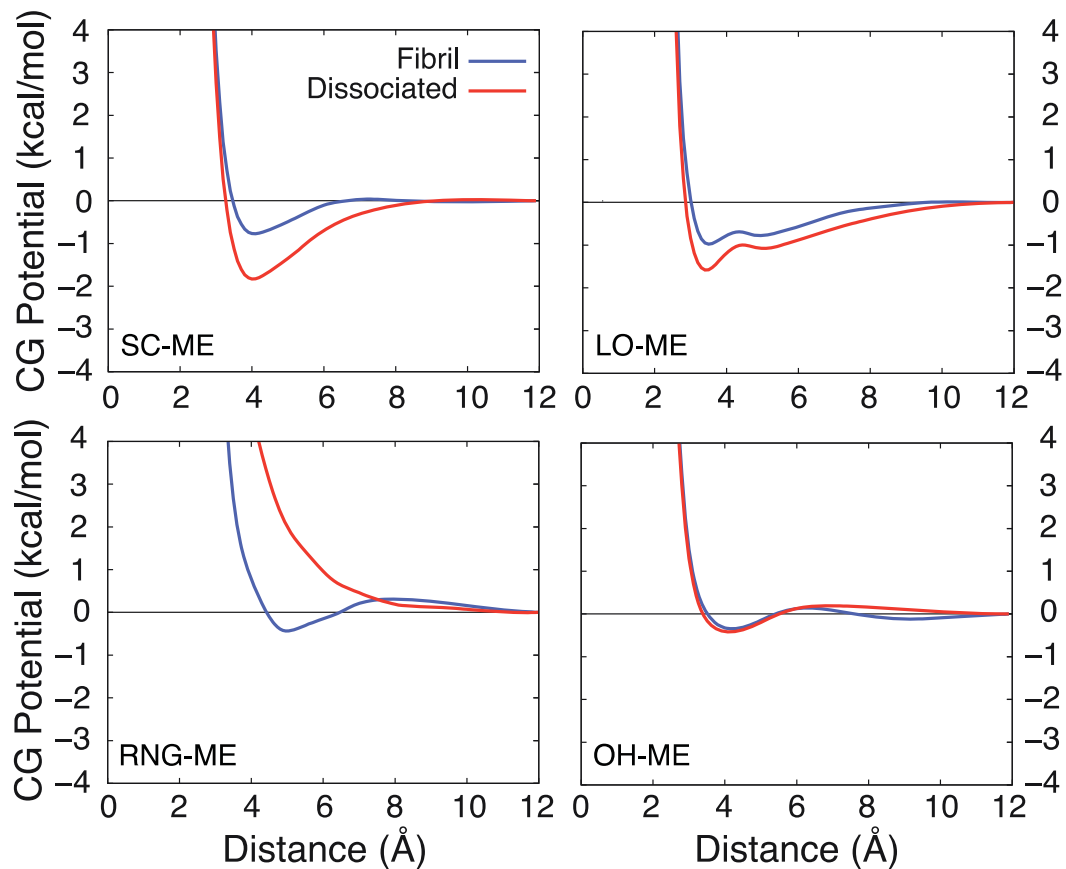 4
3
2
1
0
−1
−2
−3
−4
CG Potential (kcal/mol)
Fibril
Dissociated
SC-ME
0 2 4 6 8 10 12
4
3
2
1
0
−1
−2
−3
−4
LO-ME
0 2 4 6 8 10 12
4
3
2
1
0
−1
−2
−3
−4
CG Potential (kcal/mol)
RNG-ME
0 2 4 6 8 10 12
Distance (Å)
4
3
2
1
0
−1
−2
−3
−4
OH-ME
0 2 4 6 8 10 12
Distance (Å)